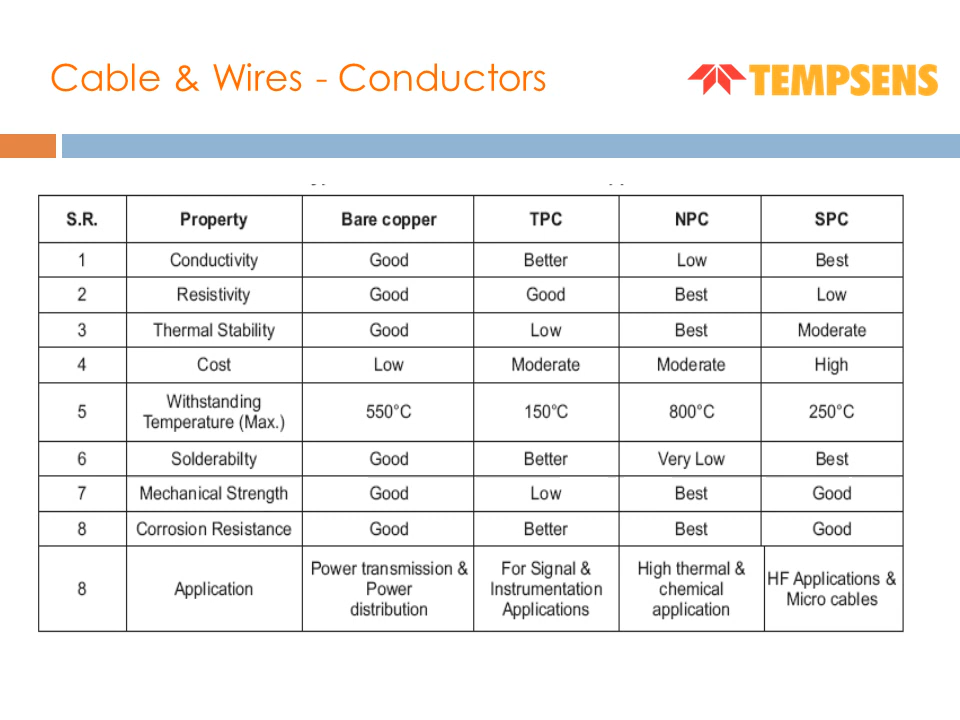 Cable & Wires - Conductors
TEMPSENS
S.R. Property Bare copper TPC NPC SPC
1 Conductivity Good Better Low Best
2 Resistivity Good Good Best Low
3 Thermal Stability Good Low Best Moderate
4 Cost Low Moderate Moderate High
5 Withstanding Temperature (Max.) 550°C 150°C 800°C 250°C
6 Solderabilty Good Better Very Low Best
7 Mechanical Strength Good Low Best Good
8 Corrosion Resistance Good Better Best Good
8 Application Power transmission & Power distribution For Signal & Instrumentation Applications High thermal & chemical application HF Applications & Micro cables